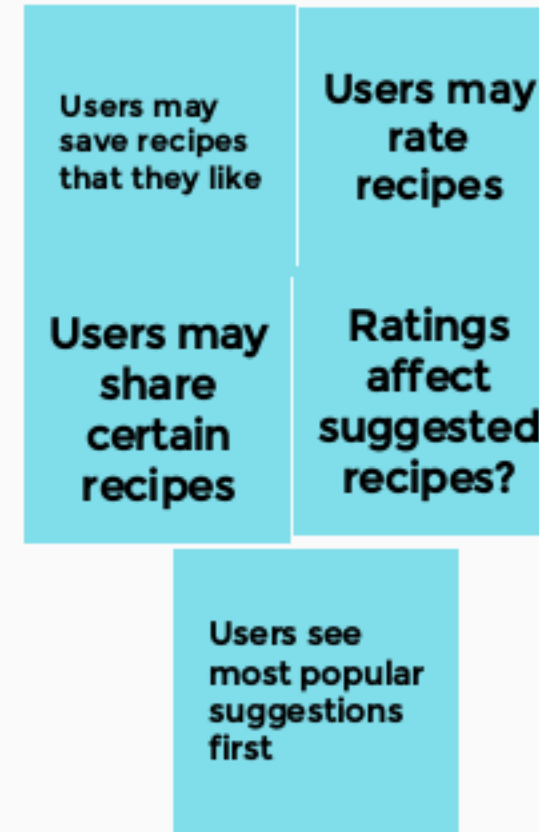 Users may
save recipes
that they like
Users may
rate
recipes
Users may
share
certain
recipes
Ratings
affect
suggested
recipes?
Users see
most popular
suggestions
first